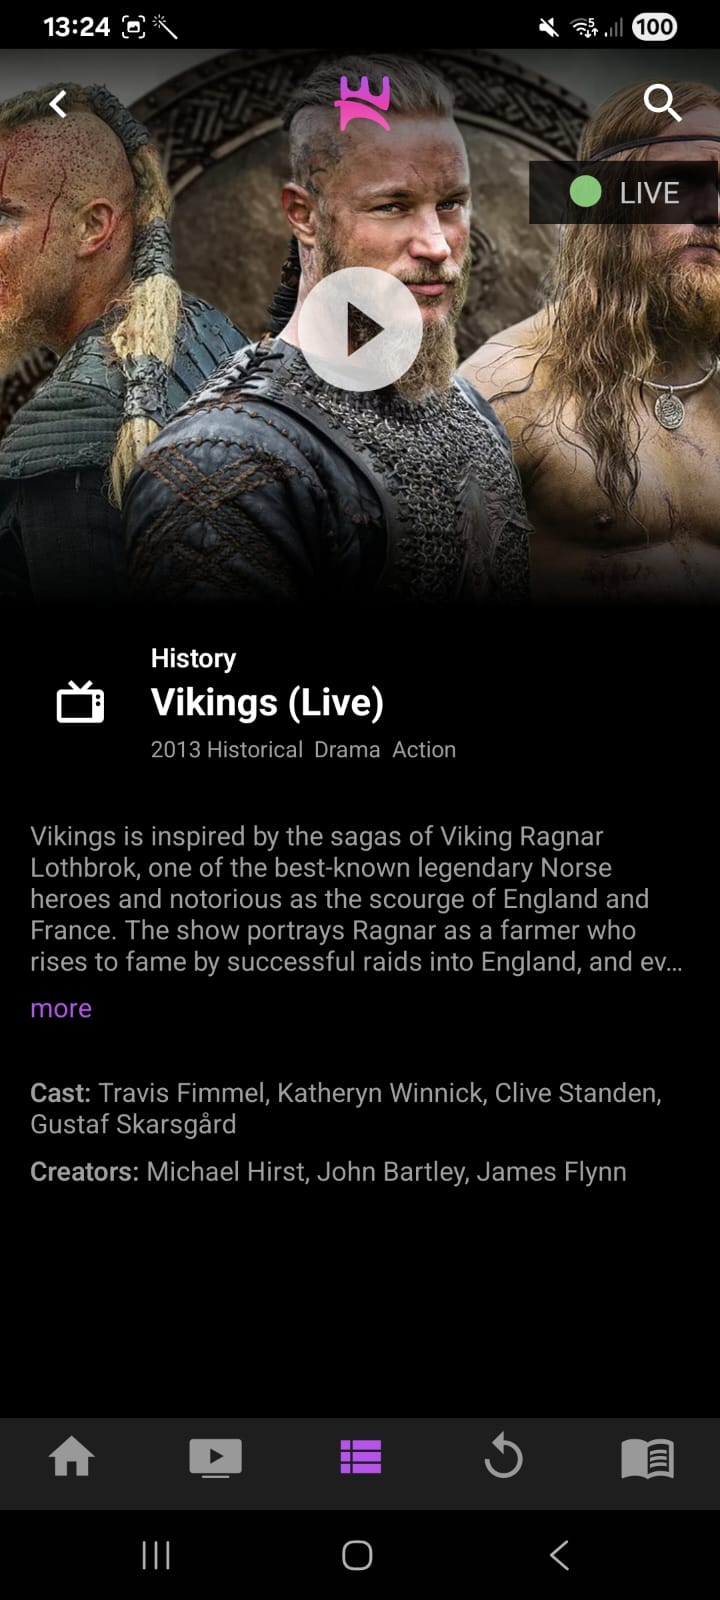 13:24
100
LIVE
History
Vikings (Live)
2013 Historical Drama Action
Vikings is inspired by the sagas of Viking Ragnar
Lothbrok, one of the best-known legendary Norse
heroes and notorious as the scourge of England and
France. The show portrays Ragnar as a farmer who
rises to fame by successful raids into England, and ev...
more
Cast: Travis Fimmel, Katheryn Winnick, Clive Standen,
Gustaf Skarsgård
Creators: Michael Hirst, John Bartley, James Flynn